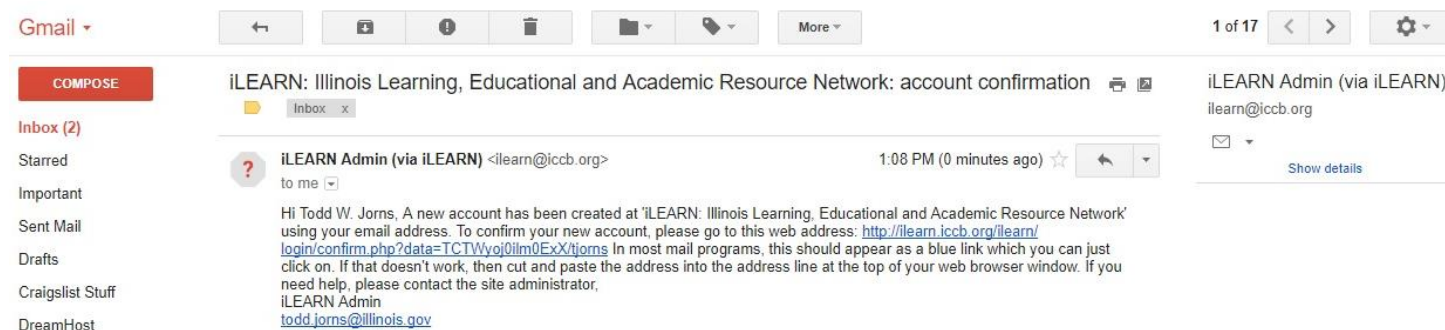 Gmail
More
1 of 17
COMPOSE
Inbox (2)
Starred
Important
Sent Mail
Drafts
Craigslist Stuff
DreamHost
iLEARN: Illinois Learning, Educational and Academic Resource Network: account confirmation
Inbox x
?
iLEARN Admin (via iLEARN) <ilearn@iccb.org>
1:08 PM (0 minutes ago)
to me
Hi Todd W. Jorns, A new account has been created at 'iLEARN: Illinois Learning, Educational and Academic Resource Network'
using your email address. To confirm your new account, please go to this web address: http://ilearn.iccb.org/ilearn/
login/confirm.php?data=TCTWyoj0ilm0ExX/tjorns In most mail programs, this should appear as a blue link which you can just
click on. If that doesn't work, then cut and paste the address into the address line at the top of your web browser window. If you
need help, please contact the site administrator,
iLEARN Admin
todd.jorns@illinois.gov
iLEARN Admin (via iLEARN)
ilearn@iccb.org
Show details